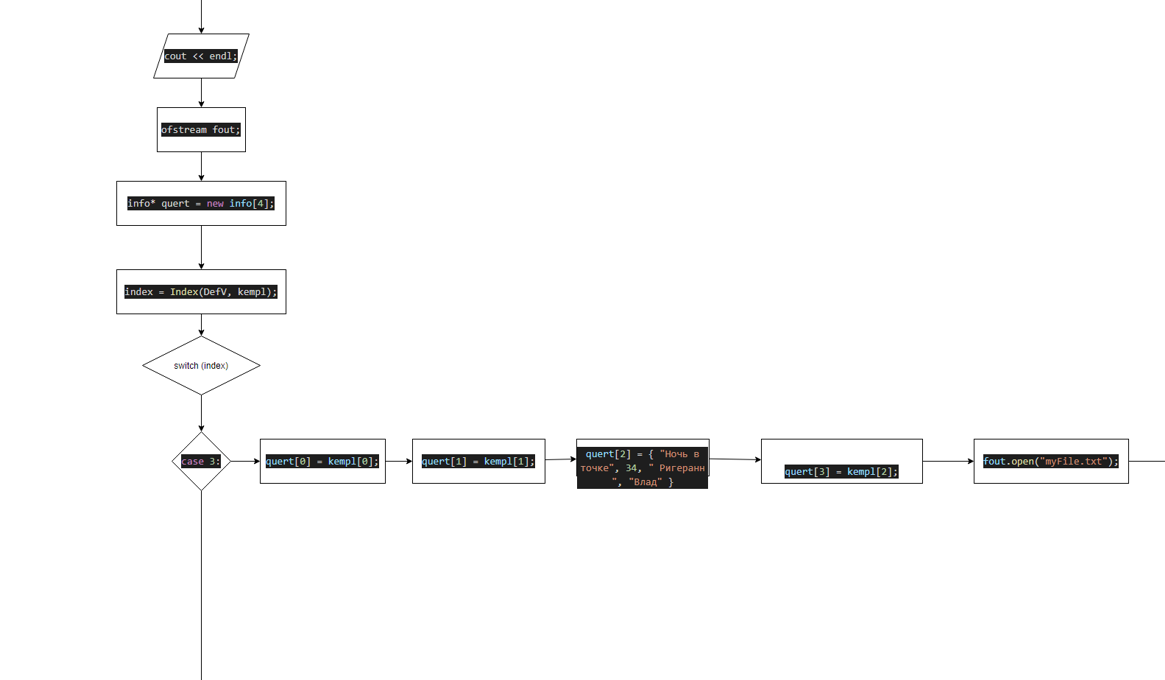 cout << endl;
ofstream fout;
info* quert = new info[4];
index = Index(DefV, kempl);
switch (index)
case 3:
quert[0] = kempl[0];
quert[1] = kempl[1];
quert[2] = { "Ночь в
точке", 34, " Ригеранн
", "Влад" }
quert[3] = kempl[2];
fout.open("myFile.txt");